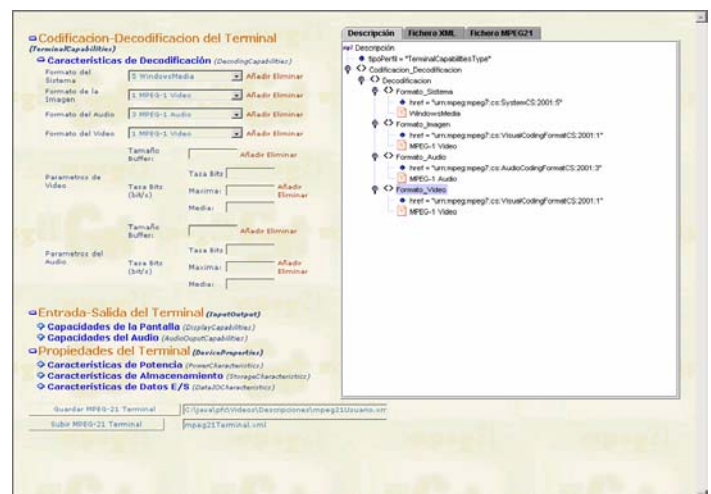 Codificacion-Decodificacion del Terminal
(TerminalCapabilities)
Características de Decodificación (DecodingCapabilities)
Formato del Sistema
5 WindowsMedia
Añadir Eliminar
Formato de la Imagen
1 MPEG-1 Video
Añadir Eliminar
Formato del Audio
3 MPEG-1 Audio
Añadir Eliminar
Formato del Video
1 MPEG-1 Video
Añadir Eliminar
Parametros de Video
Tamaño Buffer:
Añadir Eliminar
Tasa Bits (bit/s)
Tasa Bits
Maxima:
Media:
Añadir Eliminar
Parametros del Audio
Tamaño Buffer:
Añadir Eliminar
Tasa Bits (bit/s)
Tasa Bits
Maxima:
Media:
Añadir Eliminar
Entrada-Salida del Terminal (InputOutput)
Capacidades de la Pantalla (DisplayCapabilities)
Capacidades del Audio (AudioOuputCapabilities)
Propiedades del Terminal (DeviceProperties)
Características de Potencia (PowerCharacteristics)
Características de Almacenamiento (StorageCharacteristics)
Características de Datos E/S (DataIOCharacteristics)
Guardar MPEG-21 Terminal
C:\java\pfc\Videos\Descripciones\mpeg21Usuario.xm
Subir MPEG-21 Terminal
mpeg21Terminal.xml
Descripción
Fichero XML
Fichero MPEG21
Descripción
tipoPerfil = "TerminalCapabilitiesType"
Codificacion_Decodificacion
Decodificacion
Formato_Sistema
href = "urn:mpeg:mpeg7:cs:SystemCS:2001:5"
WindowsMedia
Formato_Imagen
href = "urn:mpeg:mpeg7:cs:VisualCodingFormatCS:2001:1"
MPEG-1 Video
Formato_Audio
href = "urn:mpeg:mpeg7:cs:AudioCodingFormatCS:2001:3"
MPEG-1 Audio
Formato_Video
href = "urn:mpeg:mpeg7:cs:VisualCodingFormatCS:2001:1"
MPEG-1 Video